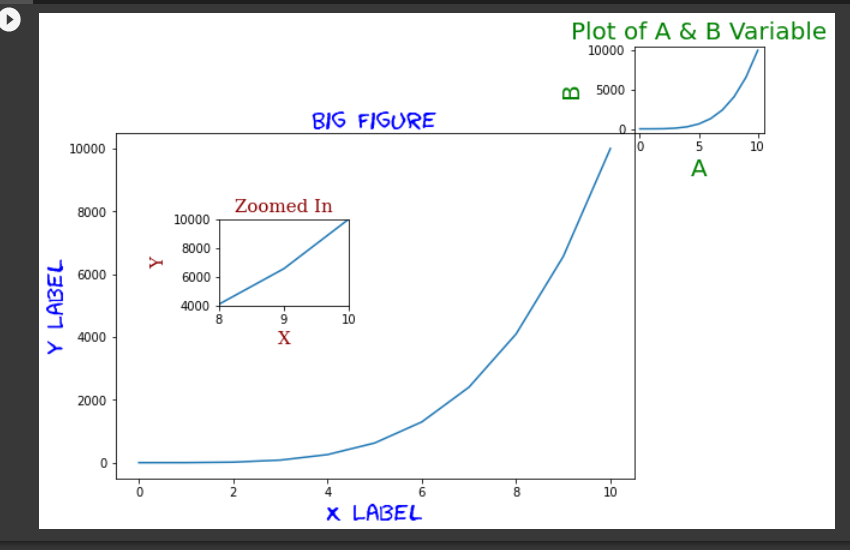 Plot of A & B Variable
10000
5000
0
B
0 5 10
A
BIG FIGURE
10000
8000
6000
4000
2000
0
Y LABEL
Zoomed In
10000
8000
6000
4000
Y
8 9 10
X
0 2 4 6 8 10
X LABEL